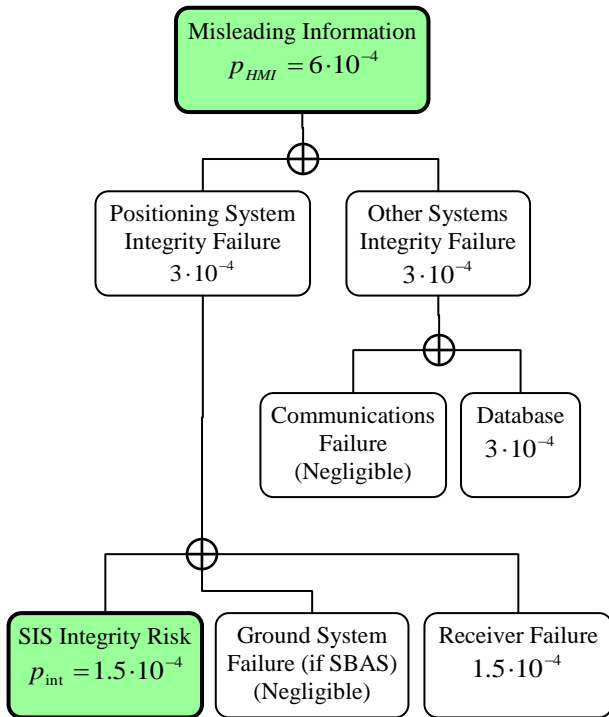 Misleading Information
p_HMI = 6·10⁻⁴
Positioning System
Integrity Failure
3·10⁻⁴
Other Systems
Integrity Failure
3·10⁻⁴
Communications
Failure
(Negligible)
Database
3·10⁻⁴
SIS Integrity Risk
p_int = 1.5·10⁻⁴
Ground System
Failure (if SBAS)
(Negligible)
Receiver Failure
1.5·10⁻⁴